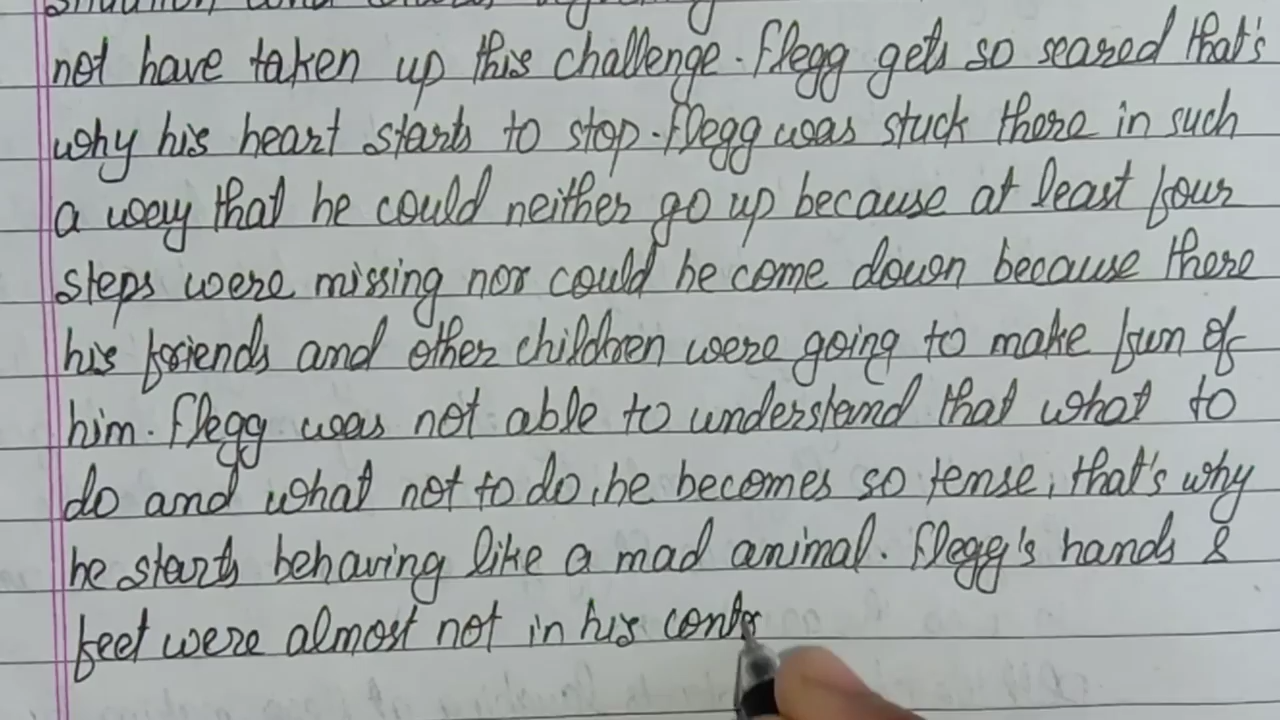 not have taken up this challenge. Flegg gets so scared that's
why his heart starts to stop. Flegg was stuck there in such
a way that he could neither go up because at least four
steps were missing nor could he come down because there
his friends and other children were going to make fun of
him. Flegg was not able to understand that what to
do and what not to do, he becomes so tense, that's why
he starts behaving like a mad animal. Flegg's hands &
feet were almost not in his contro